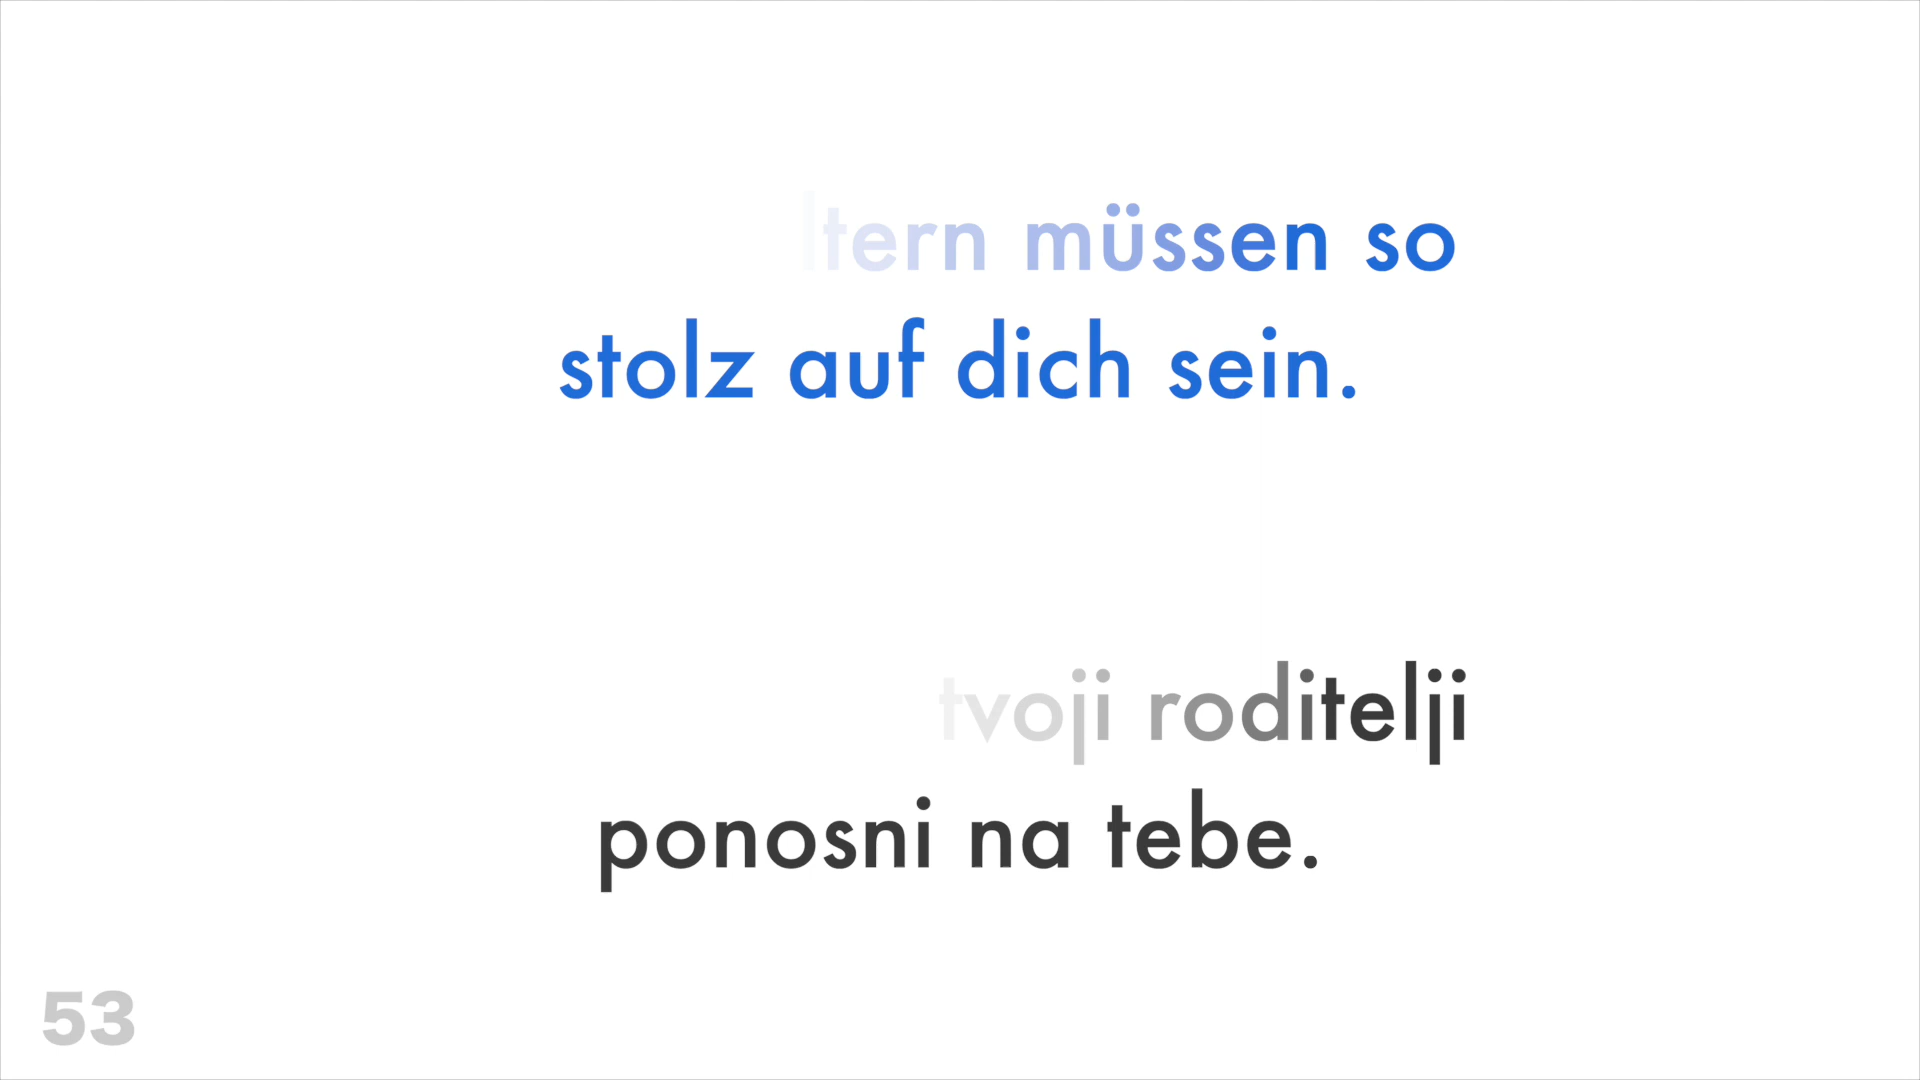 ltern müssen so
stolz auf dich sein.
tvoji roditelji
ponosni na tebe.
53